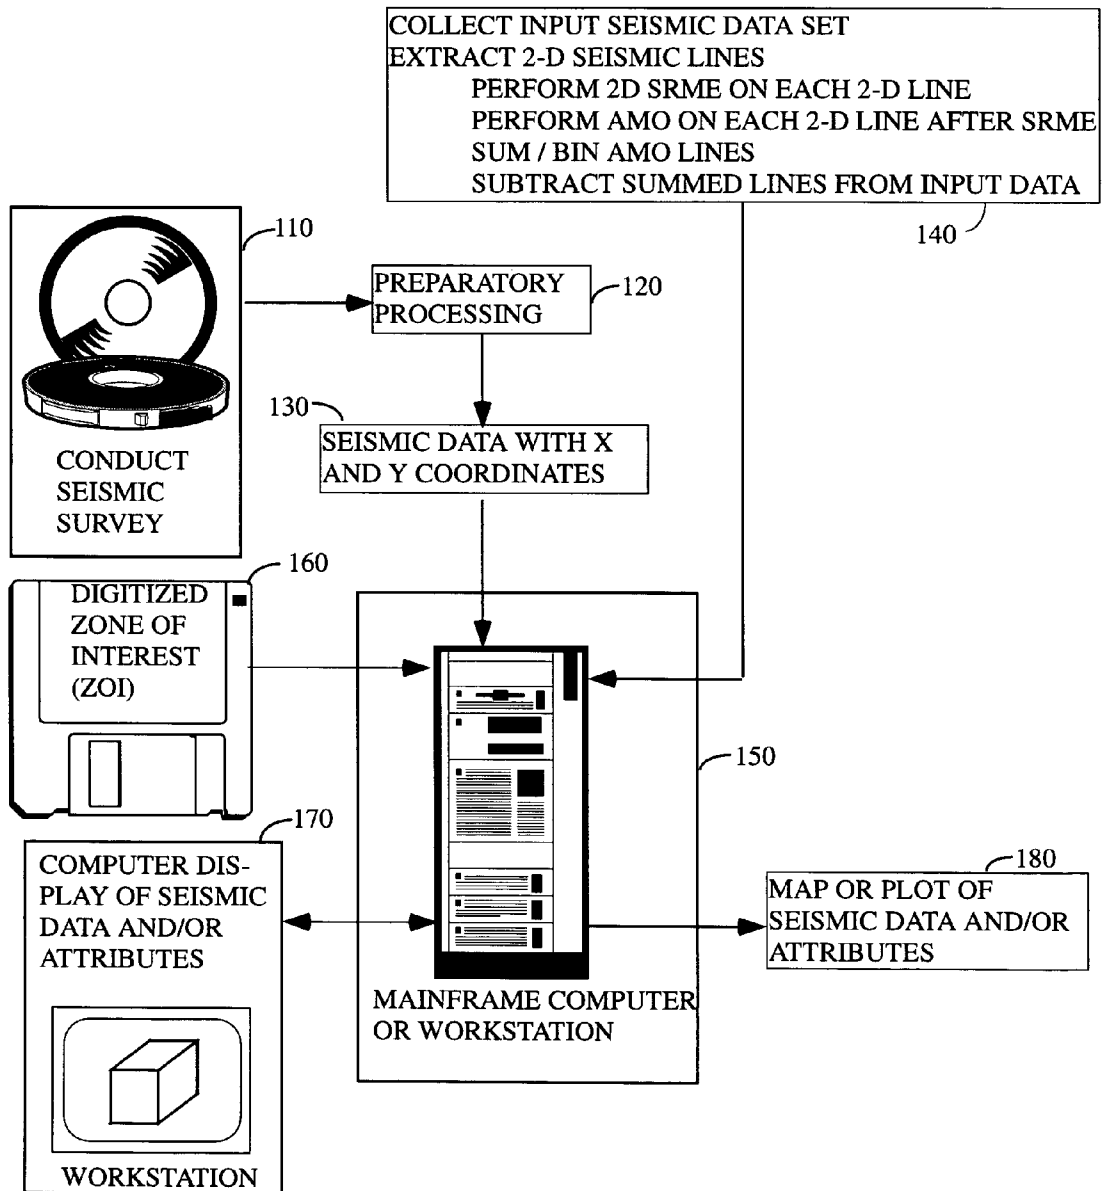 COLLECT INPUT SEISMIC DATA SET
EXTRACT 2-D SEISMIC LINES
PERFORM 2D SRME ON EACH 2-D LINE
PERFORM AMO ON EACH 2-D LINE AFTER SRME
SUM / BIN AMO LINES
SUBTRACT SUMMED LINES FROM INPUT DATA
140
110
CONDUCT
SEISMIC
SURVEY
PREPARATORY
PROCESSING
120
130
SEISMIC DATA WITH X
AND Y COORDINATES
160
DIGITIZED
ZONE OF
INTEREST
(ZOI)
150
MAINFRAME COMPUTER
OR WORKSTATION
170
COMPUTER DIS-
PLAY OF SEISMIC
DATA AND/OR
ATTRIBUTES
WORKSTATION
180
MAP OR PLOT OF
SEISMIC DATA AND/OR
ATTRIBUTES